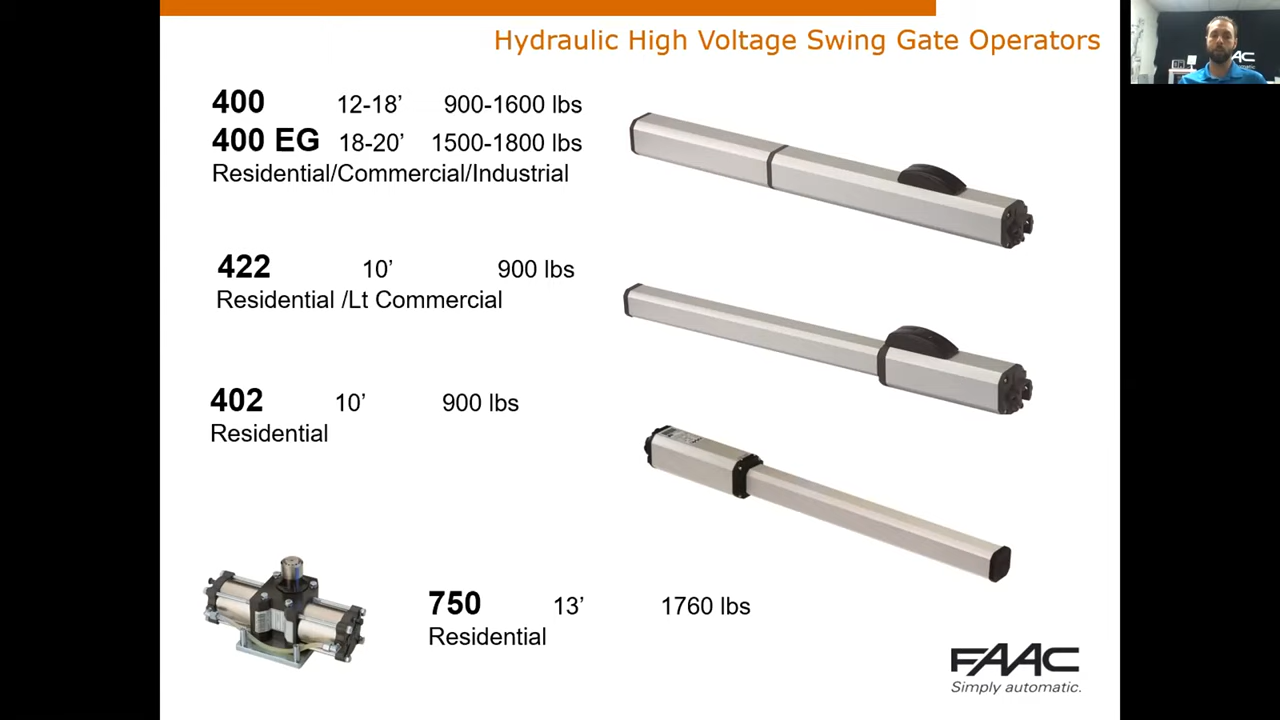 Hydraulic High Voltage Swing Gate Operators
400 12-18’ 900-1600 lbs
400 EG 18-20’ 1500-1800 lbs
Residential/Commercial/Industrial
422 10’ 900 lbs
Residential /Lt Commercial
402 10’ 900 lbs
Residential
750 13’ 1760 lbs
Residential
FAAC
Simply automatic.